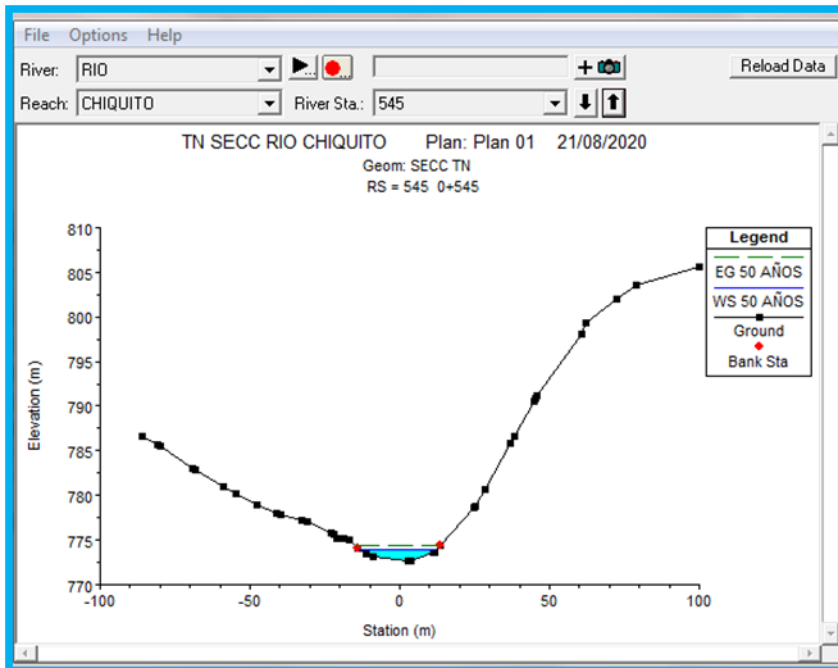 File Options Help
River: RIO Reload Data
Reach: CHIQUITO River Sta.: 545
TN SECC RIO CHIQUITO Plan: Plan 01 21/08/2020
Geom: SECC TN
RS = 545 0+545
Legend
EG 50 AÑOS
WS 50 AÑOS
Ground
Bank Sta
Elevation (m)
810
805
800
795
790
785
780
775
770
-100 -50 0 50 100
Station (m)